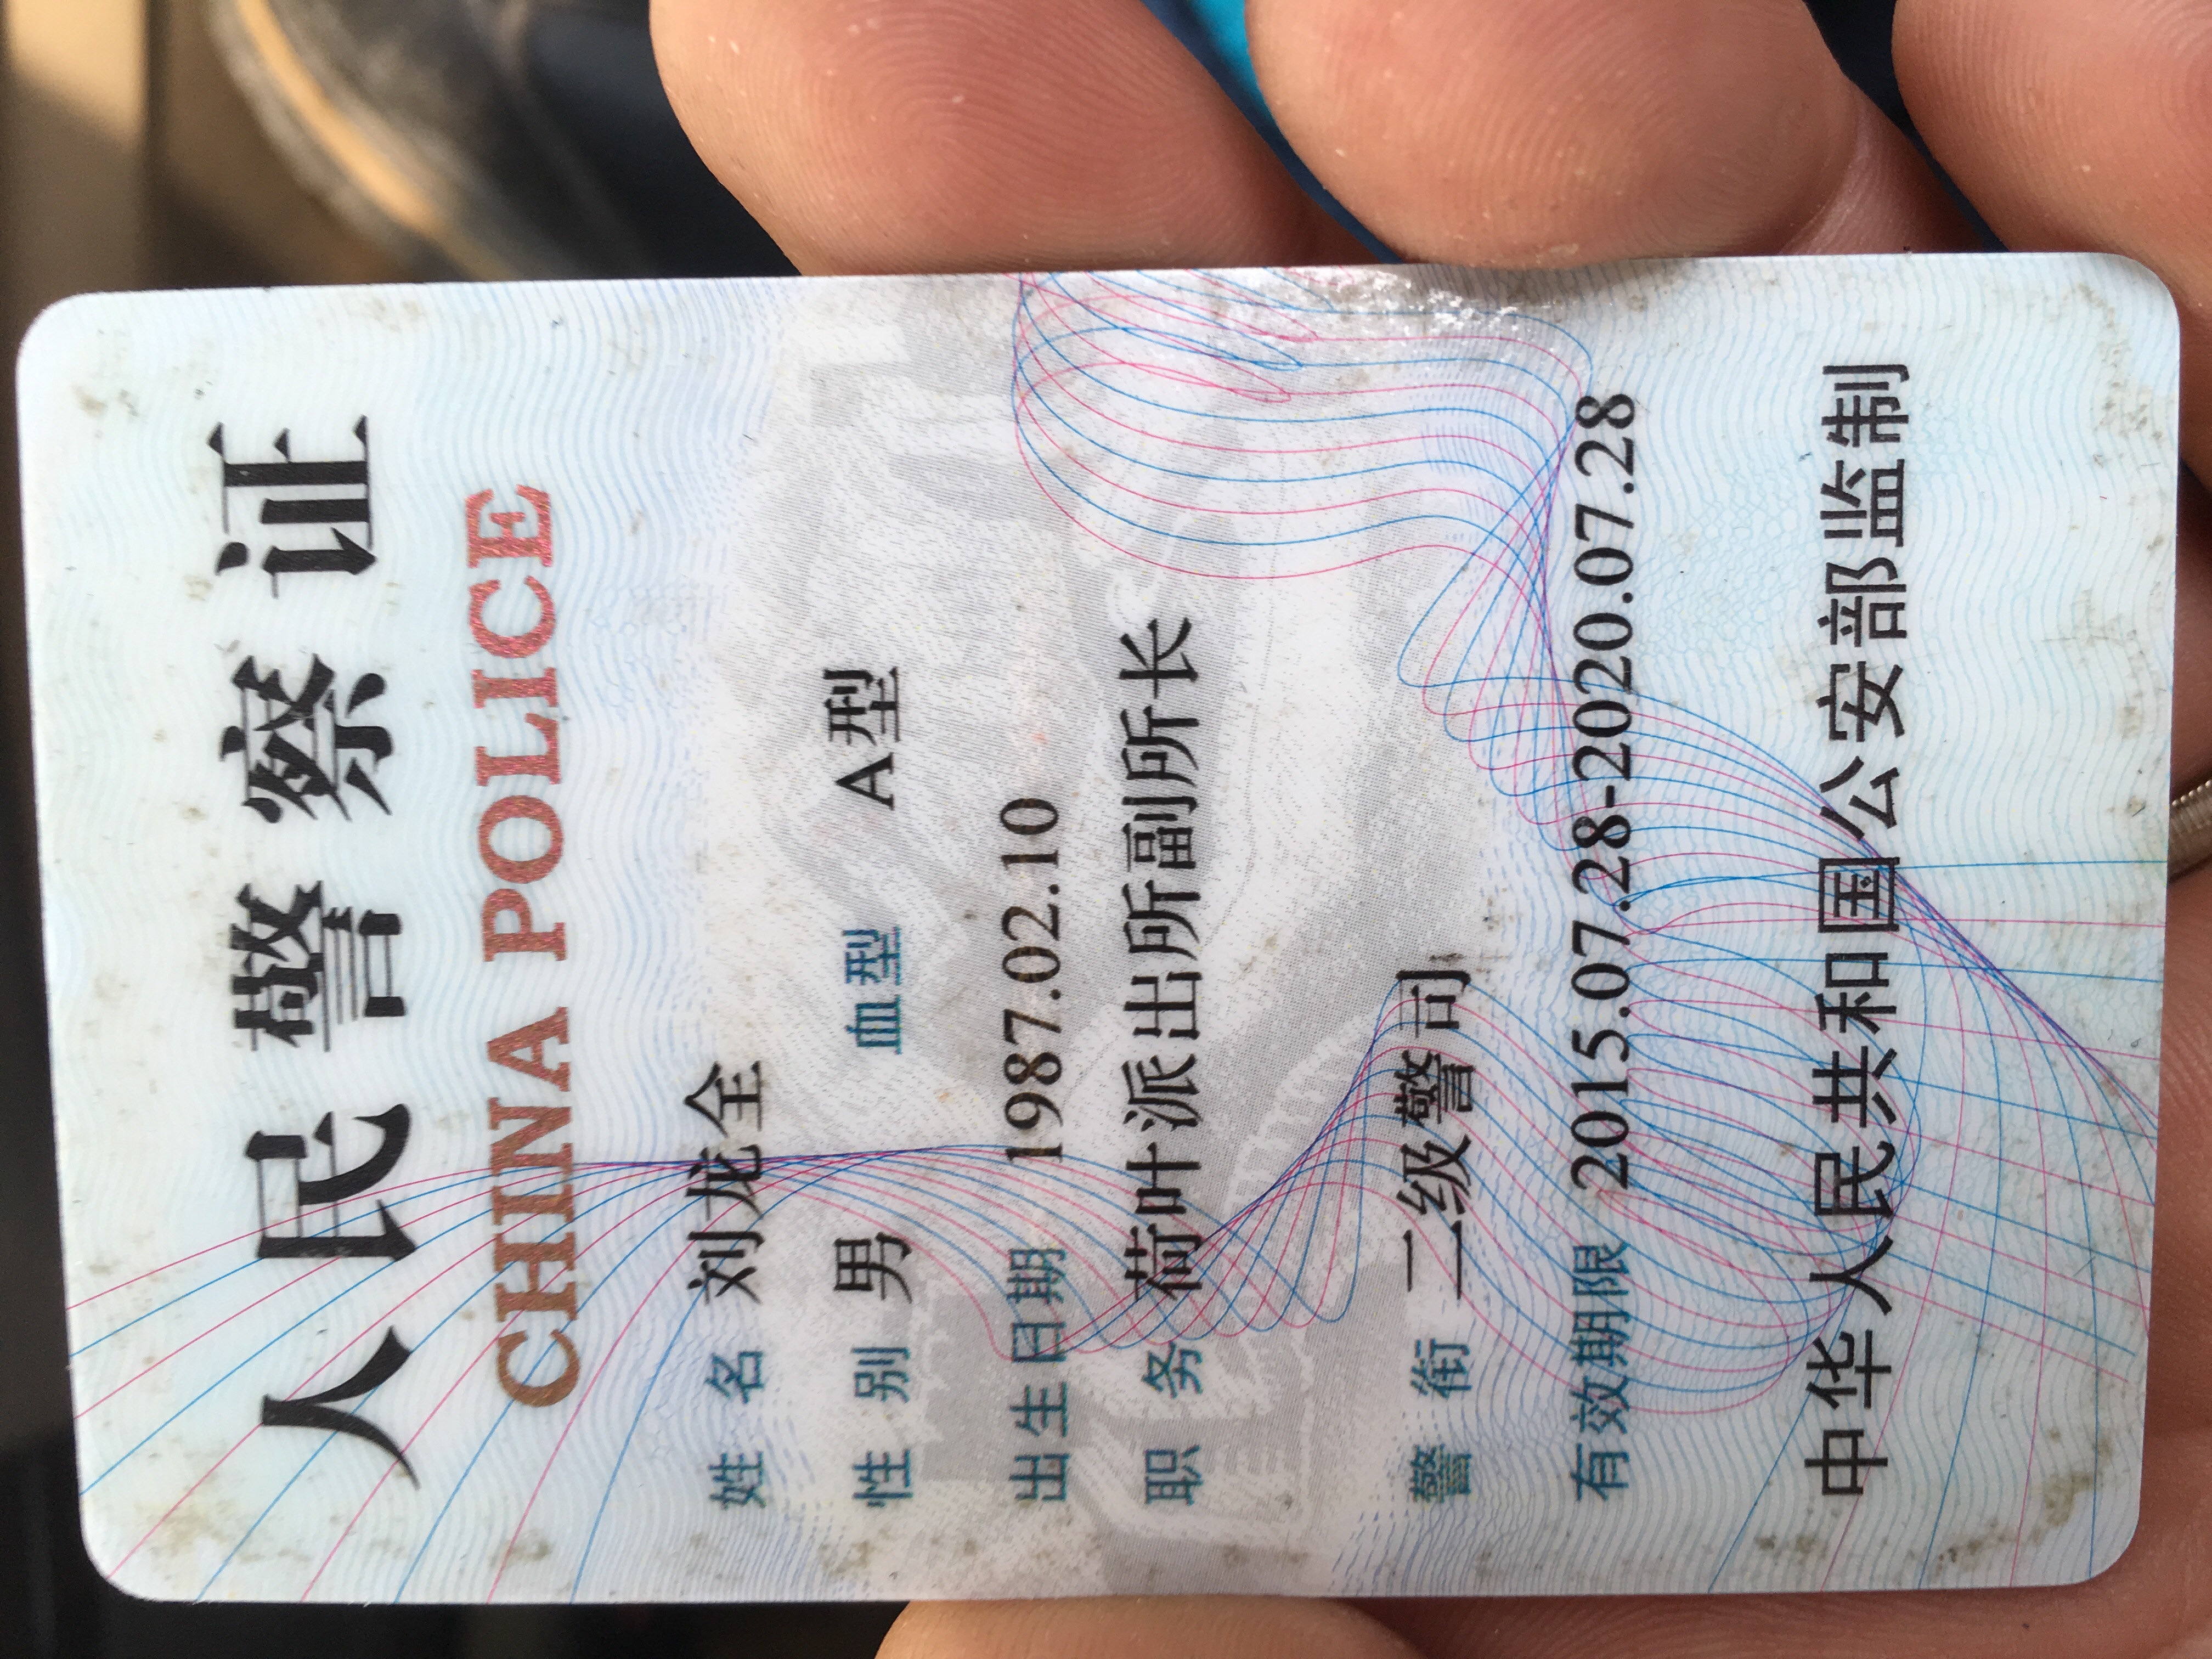 人民警察证
CHINA POLICE
姓名 刘龙全
性别 男 血型 A型
出生日期 1987.02.10
职务 荷叶派出所副所长
警衔 二级警司
有效期限 2015.07.28-2020.07.28
中华人民共和国公安部监制